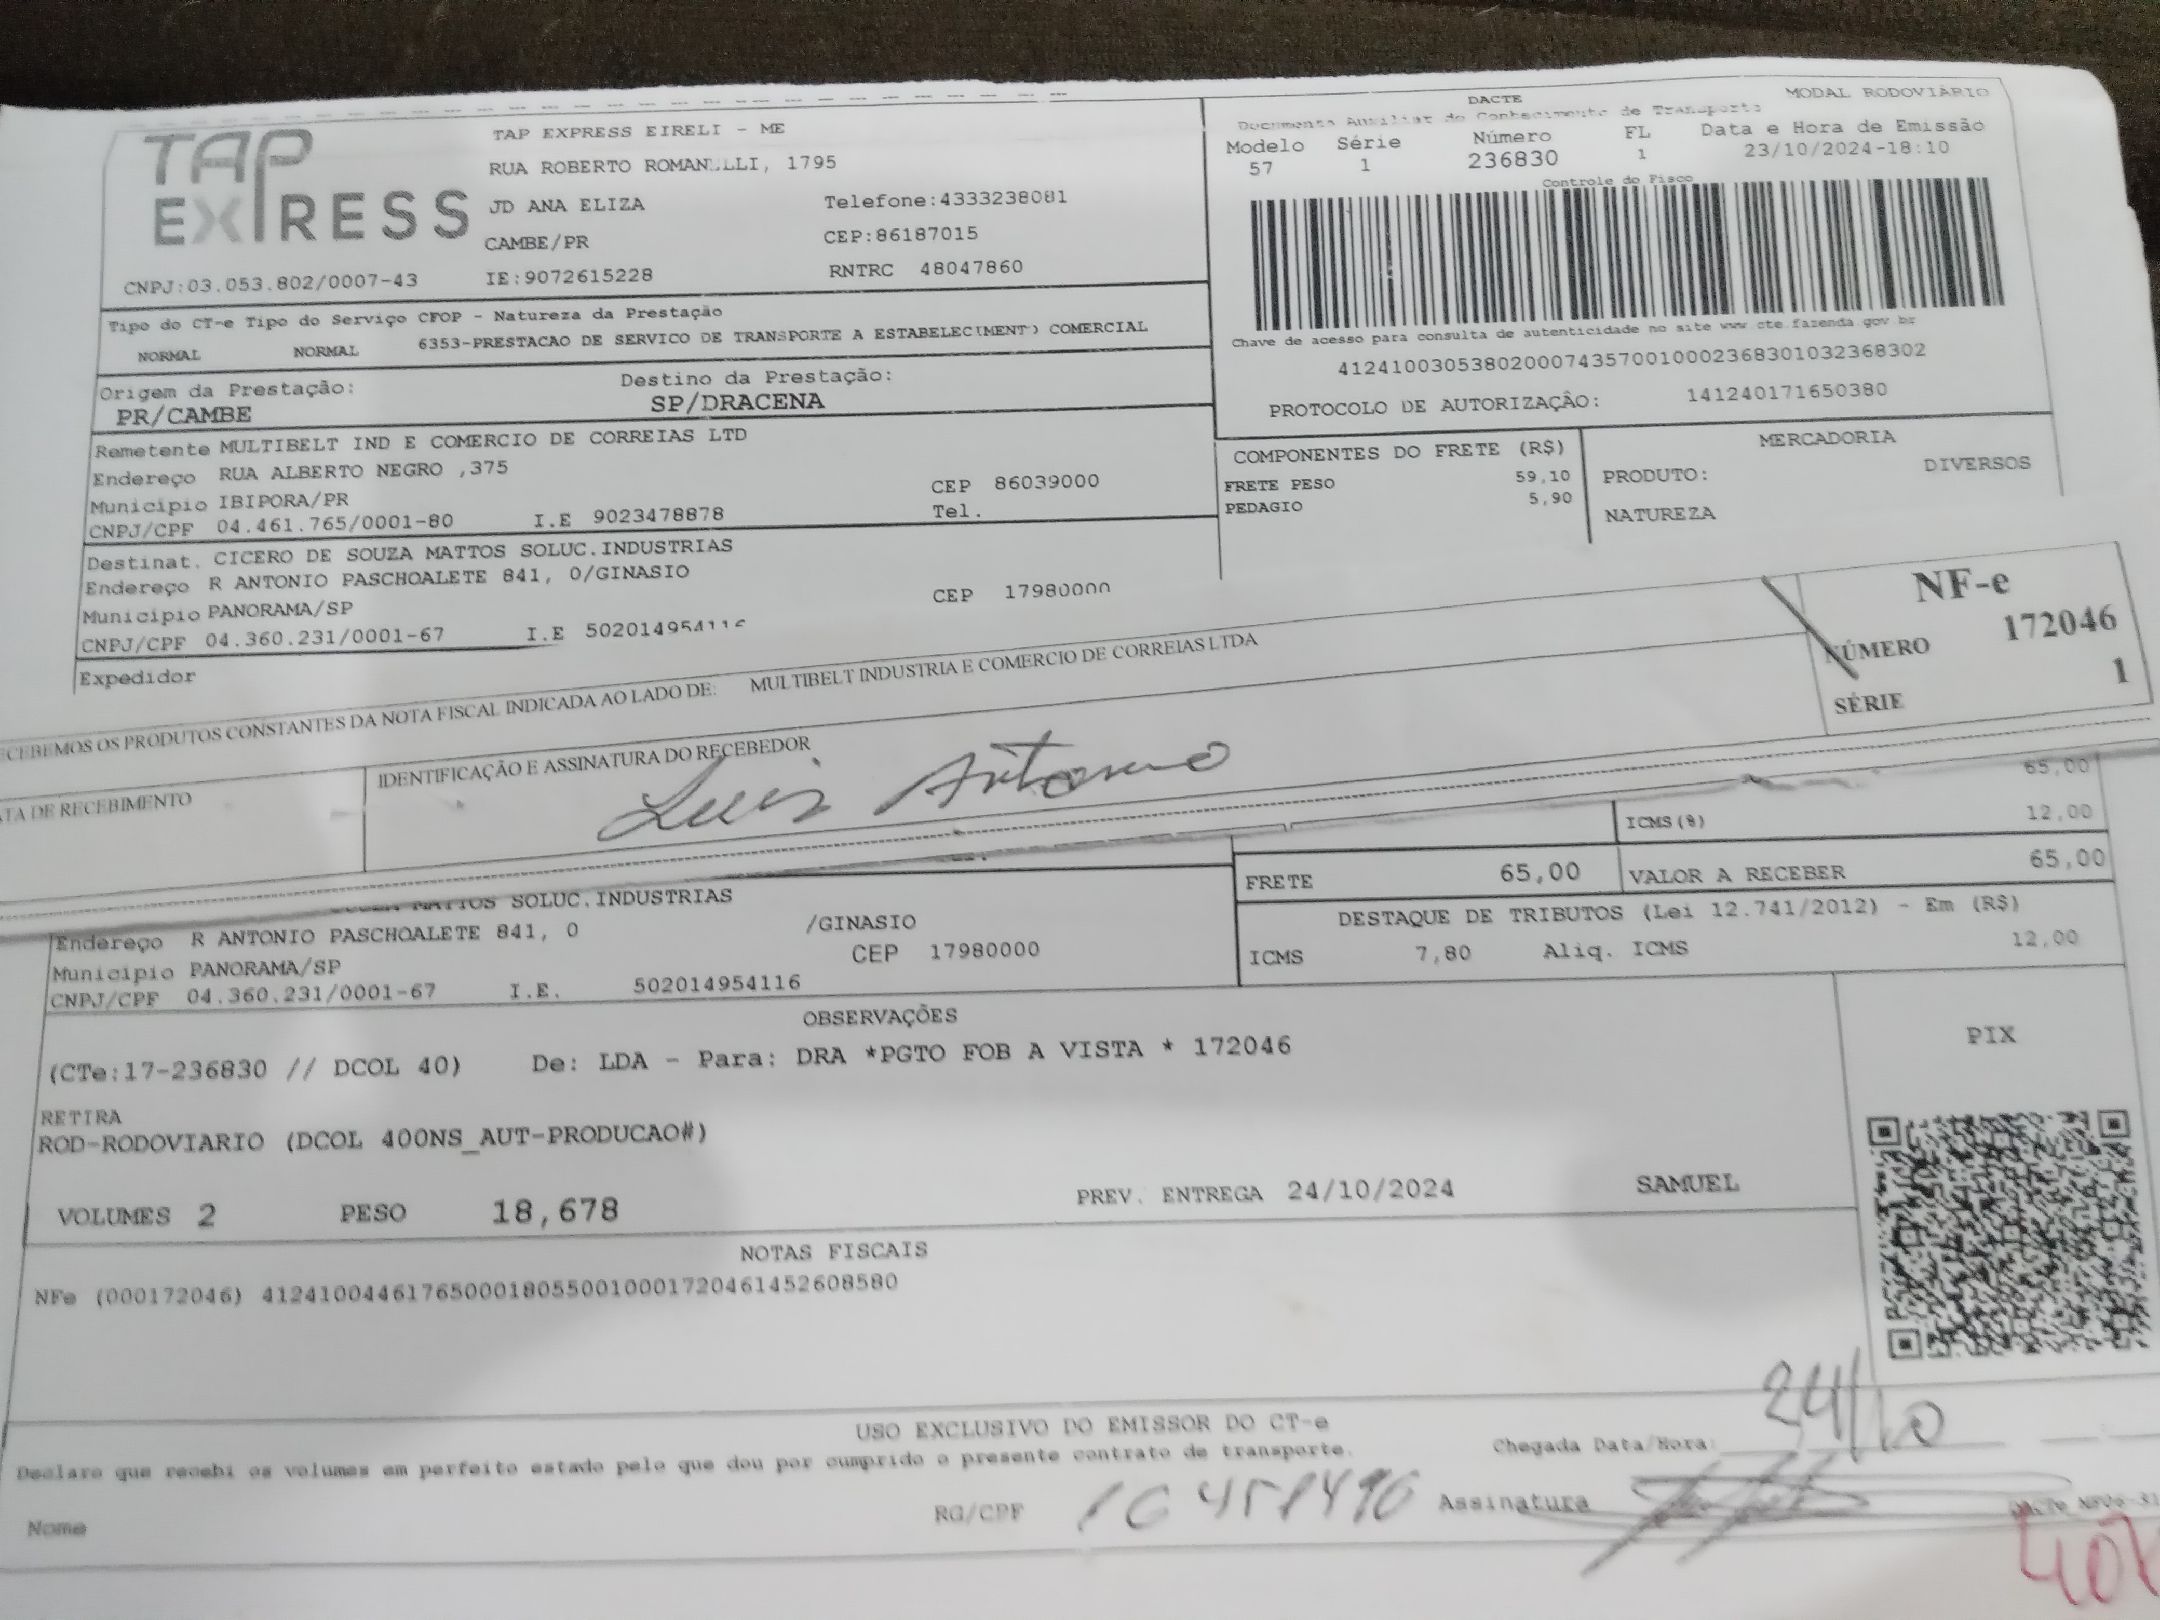 TAP EXPRESS
TAP EXPRESS EIRELI - ME
RUA ROBERTO ROMAN LLI, 1795
JD ANA ELIZA Telefone:4333238081
CAMBE/PR CEP:86187015
CNPJ:03.053.802/0007-43 IE:9072615228 RNTRC 48047860
DACTE MODAL RODOVIÁRIO
Documento Auxiliar do Conhecimento de Transporte
Modelo Série Número FL Data e Hora de Emissão
57 1 236830 1 23/10/2024-18:10
Controle do Fisco
Chave de acesso para consulta de autenticidade no site www.cte.fazenda.gov.br
41241003053802000743570010002368301032368302
PROTOCOLO DE AUTORIZAÇÃO: 141240171650380
Tipo do CT-e Tipo do Serviço CFOP - Natureza da Prestação
NORMAL NORMAL 6353-PRESTACAO DE SERVICO DE TRANSPORTE A ESTABELECIMENTO COMERCIAL
Origem da Prestação: Destino da Prestação:
PR/CAMBE SP/DRACENA
Remetente MULTIBELT IND E COMERCIO DE CORREIAS LTD
Endereço RUA ALBERTO NEGRO ,375
Município IBIPORA/PR CEP 86039000
CNPJ/CPF 04.461.765/0001-80 I.E 9023478878 Tel.
COMPONENTES DO FRETE (R$)
FRETE PESO 59,10
PEDAGIO 5,90
MERCADORIA
PRODUTO: DIVERSOS
NATUREZA
Destinat. CICERO DE SOUZA MATTOS SOLUC.INDUSTRIAS
Endereço R ANTONIO PASCHOALETE 841, 0/GINASIO
Município PANORAMA/SP CEP 17980000
CNPJ/CPF 04.360.231/0001-67 I.E 502014954116
Expedidor
ECEBEMOS OS PRODUTOS CONSTANTES DA NOTA FISCAL INDICADA AO LADO DE: MULTIBELT INDUSTRIA E COMERCIO DE CORREIAS LTDA
NF-e
NÚMERO 172046
SÉRIE 1
ATA DE RECEBIMENTO IDENTIFICAÇÃO E ASSINATURA DO RECEBEDOR
Luis Antonio
65,00
ICMS(%) 12,00
FRETE 65,00 VALOR A RECEBER 65,00
DESTAQUE DE TRIBUTOS (Lei 12.741/2012) - Em (R$)
ICMS 7,80 Aliq. ICMS 12,00
MATTOS SOLUC.INDUSTRIAS
Endereço R ANTONIO PASCHOALETE 841, 0 /GINASIO
Município PANORAMA/SP CEP 17980000
CNPJ/CPF 04.360.231/0001-67 I.E. 502014954116
OBSERVAÇÕES
(CTe:17-236830 // DCOL 40) De: LDA - Para: DRA *PGTO FOB A VISTA * 172046
RETIRA
ROD-RODOVIARIO (DCOL 400NS_AUT-PRODUCAO#)
PIX
VOLUMES 2 PESO 18,678 PREV. ENTREGA 24/10/2024 SAMUEL
NOTAS FISCAIS
NFe (000172046) 41241004461765000180550010001720461452608580
USO EXCLUSIVO DO EMISSOR DO CT-e
Declaro que recebi os volumes em perfeito estado pelo que dou por cumprido o presente contrato de transporte.
Chegada Data/Hora: 24/10
Nome RG/CPF Assinatura